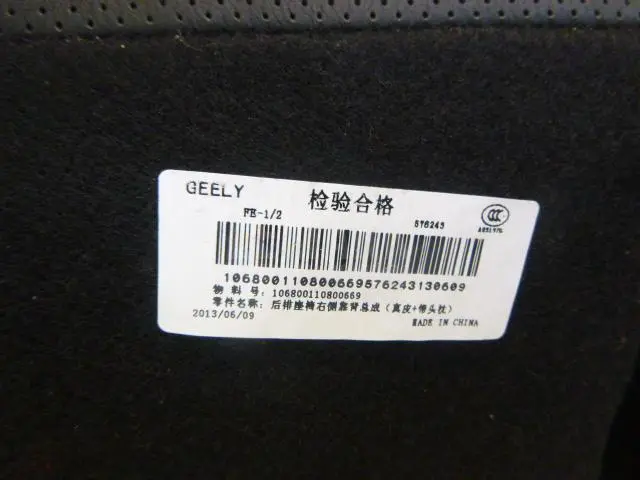 GEELY 检验合格
FE-1/2 576243
106800110800669576243130609
物料号: 106800110800669
零件名称: 后排座椅右侧靠背总成(真皮+带头枕)
2013/06/09 MADE IN CHINA